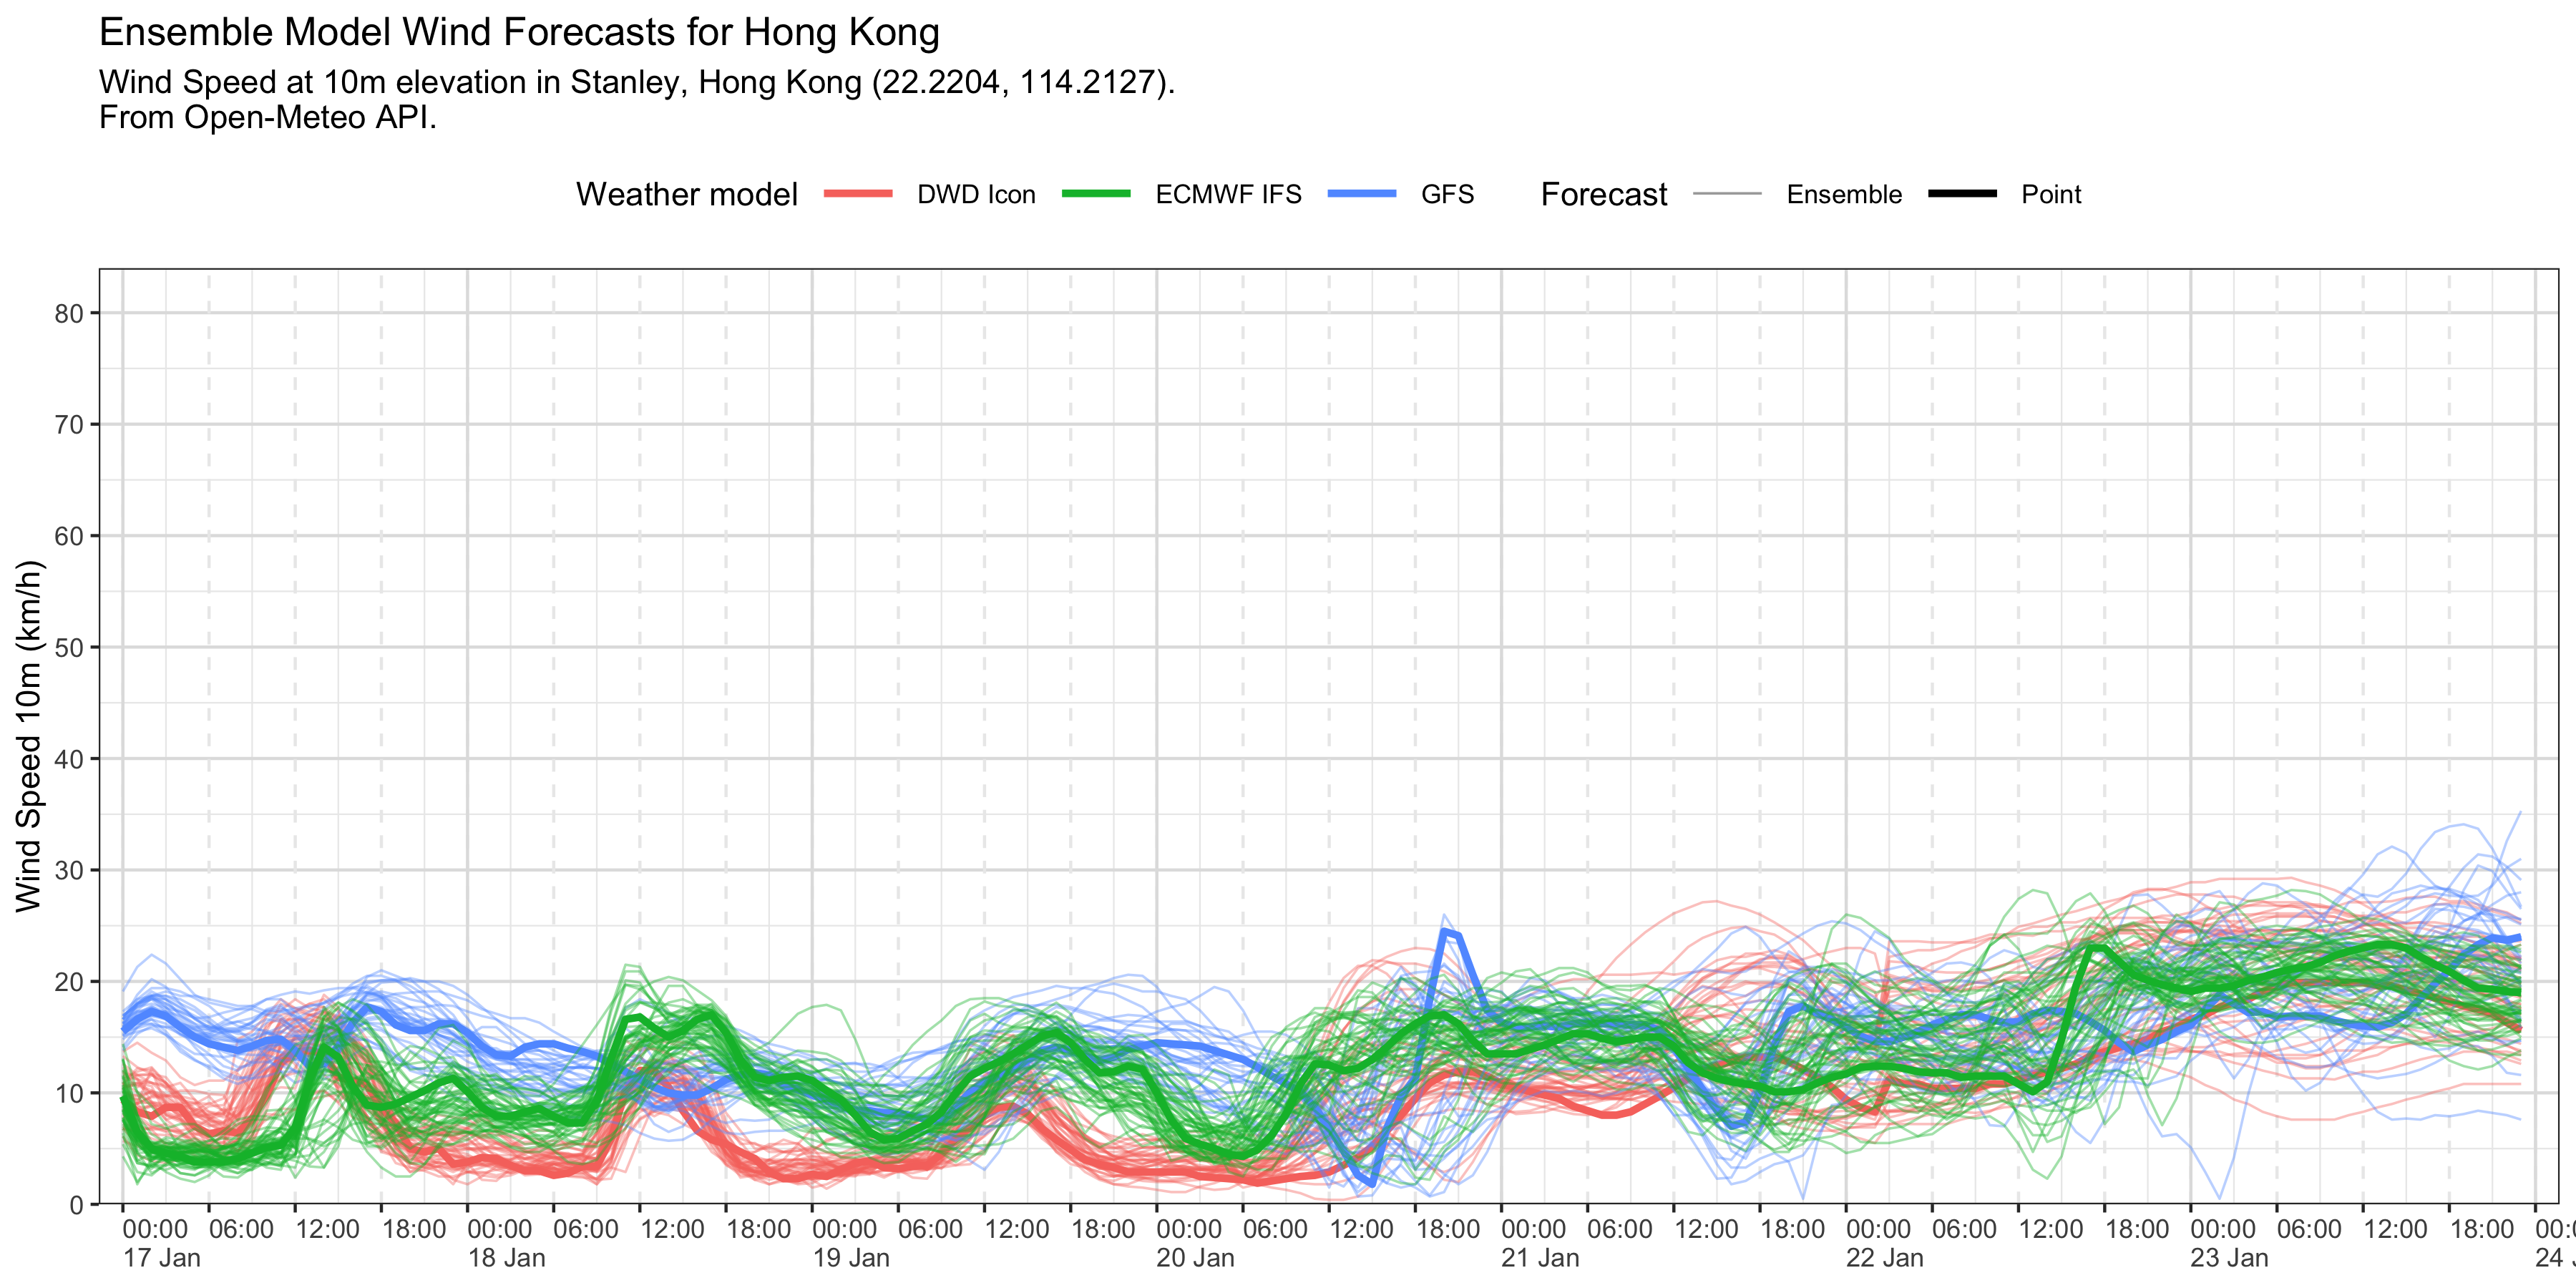 Ensemble Model Wind Forecasts for Hong Kong
Wind Speed at 10m elevation in Stanley, Hong Kong (22.2204, 114.2127).
From Open-Meteo API.
Weather model DWD Icon ECMWF IFS GFS Forecast Ensemble Point
Wind Speed 10m (km/h)
80
70
60
50
40
30
20
10
0
00:00 06:00 12:00 18:00 00:00 06:00 12:00 18:00 00:00 06:00 12:00 18:00 00:00 06:00 12:00 18:00 00:00 06:00 12:00 18:00 00:00 06:00 12:00 18:00 00:00 06:00 12:00 18:00
17 Jan 18 Jan 19 Jan 20 Jan 21 Jan 22 Jan 23 Jan 24